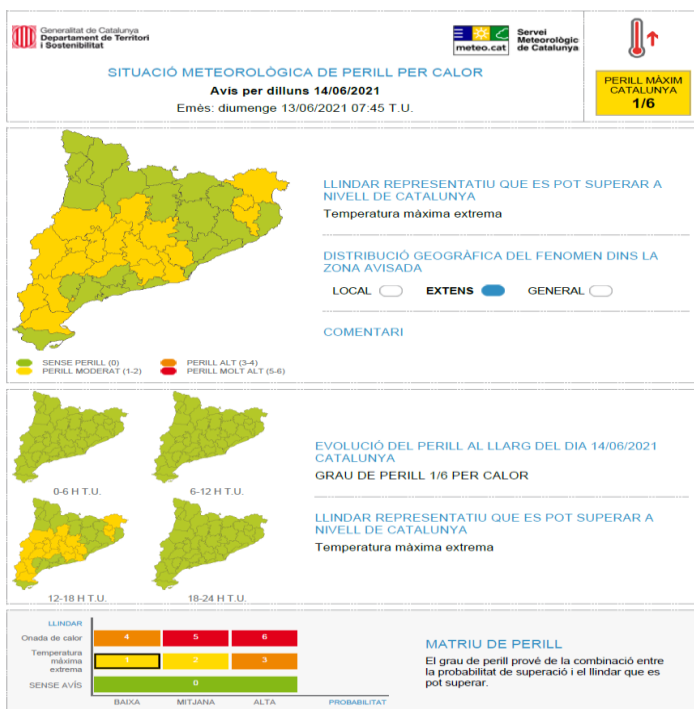 Generalitat de Catalunya
Departament de Territori
i Sostenibilitat
meteo.cat
Servei
Meteorològic
de Catalunya
SITUACIÓ METEOROLÒGICA DE PERILL PER CALOR
Avís per dilluns 14/06/2021
Emès: diumenge 13/06/2021 07:45 T.U.
PERILL MÀXIM
CATALUNYA
1/6
LLINDAR REPRESENTATIU QUE ES POT SUPERAR A
NIVELL DE CATALUNYA
Temperatura màxima extrema
DISTRIBUCIÓ GEOGRÀFICA DEL FENOMEN DINS LA
ZONA AVISADA
LOCAL EXTENS GENERAL
COMENTARI
SENSE PERILL (0) PERILL ALT (3-4)
PERILL MODERAT (1-2) PERILL MOLT ALT (5-6)
0-6 H T.U. 6-12 H T.U.
12-18 H T.U. 18-24 H T.U.
EVOLUCIÓ DEL PERILL AL LLARG DEL DIA 14/06/2021
CATALUNYA
GRAU DE PERILL 1/6 PER CALOR
LLINDAR REPRESENTATIU QUE ES POT SUPERAR A
NIVELL DE CATALUNYA
Temperatura màxima extrema
LLINDAR
Onada de calor 4 5 6
Temperatura
màxima 1 2 3
extrema
SENSE AVÍS 0
BAIXA MITJANA ALTA PROBABILITAT
MATRIU DE PERILL
El grau de perill prové de la combinació entre
la probabilitat de superació i el llindar que es
pot superar.